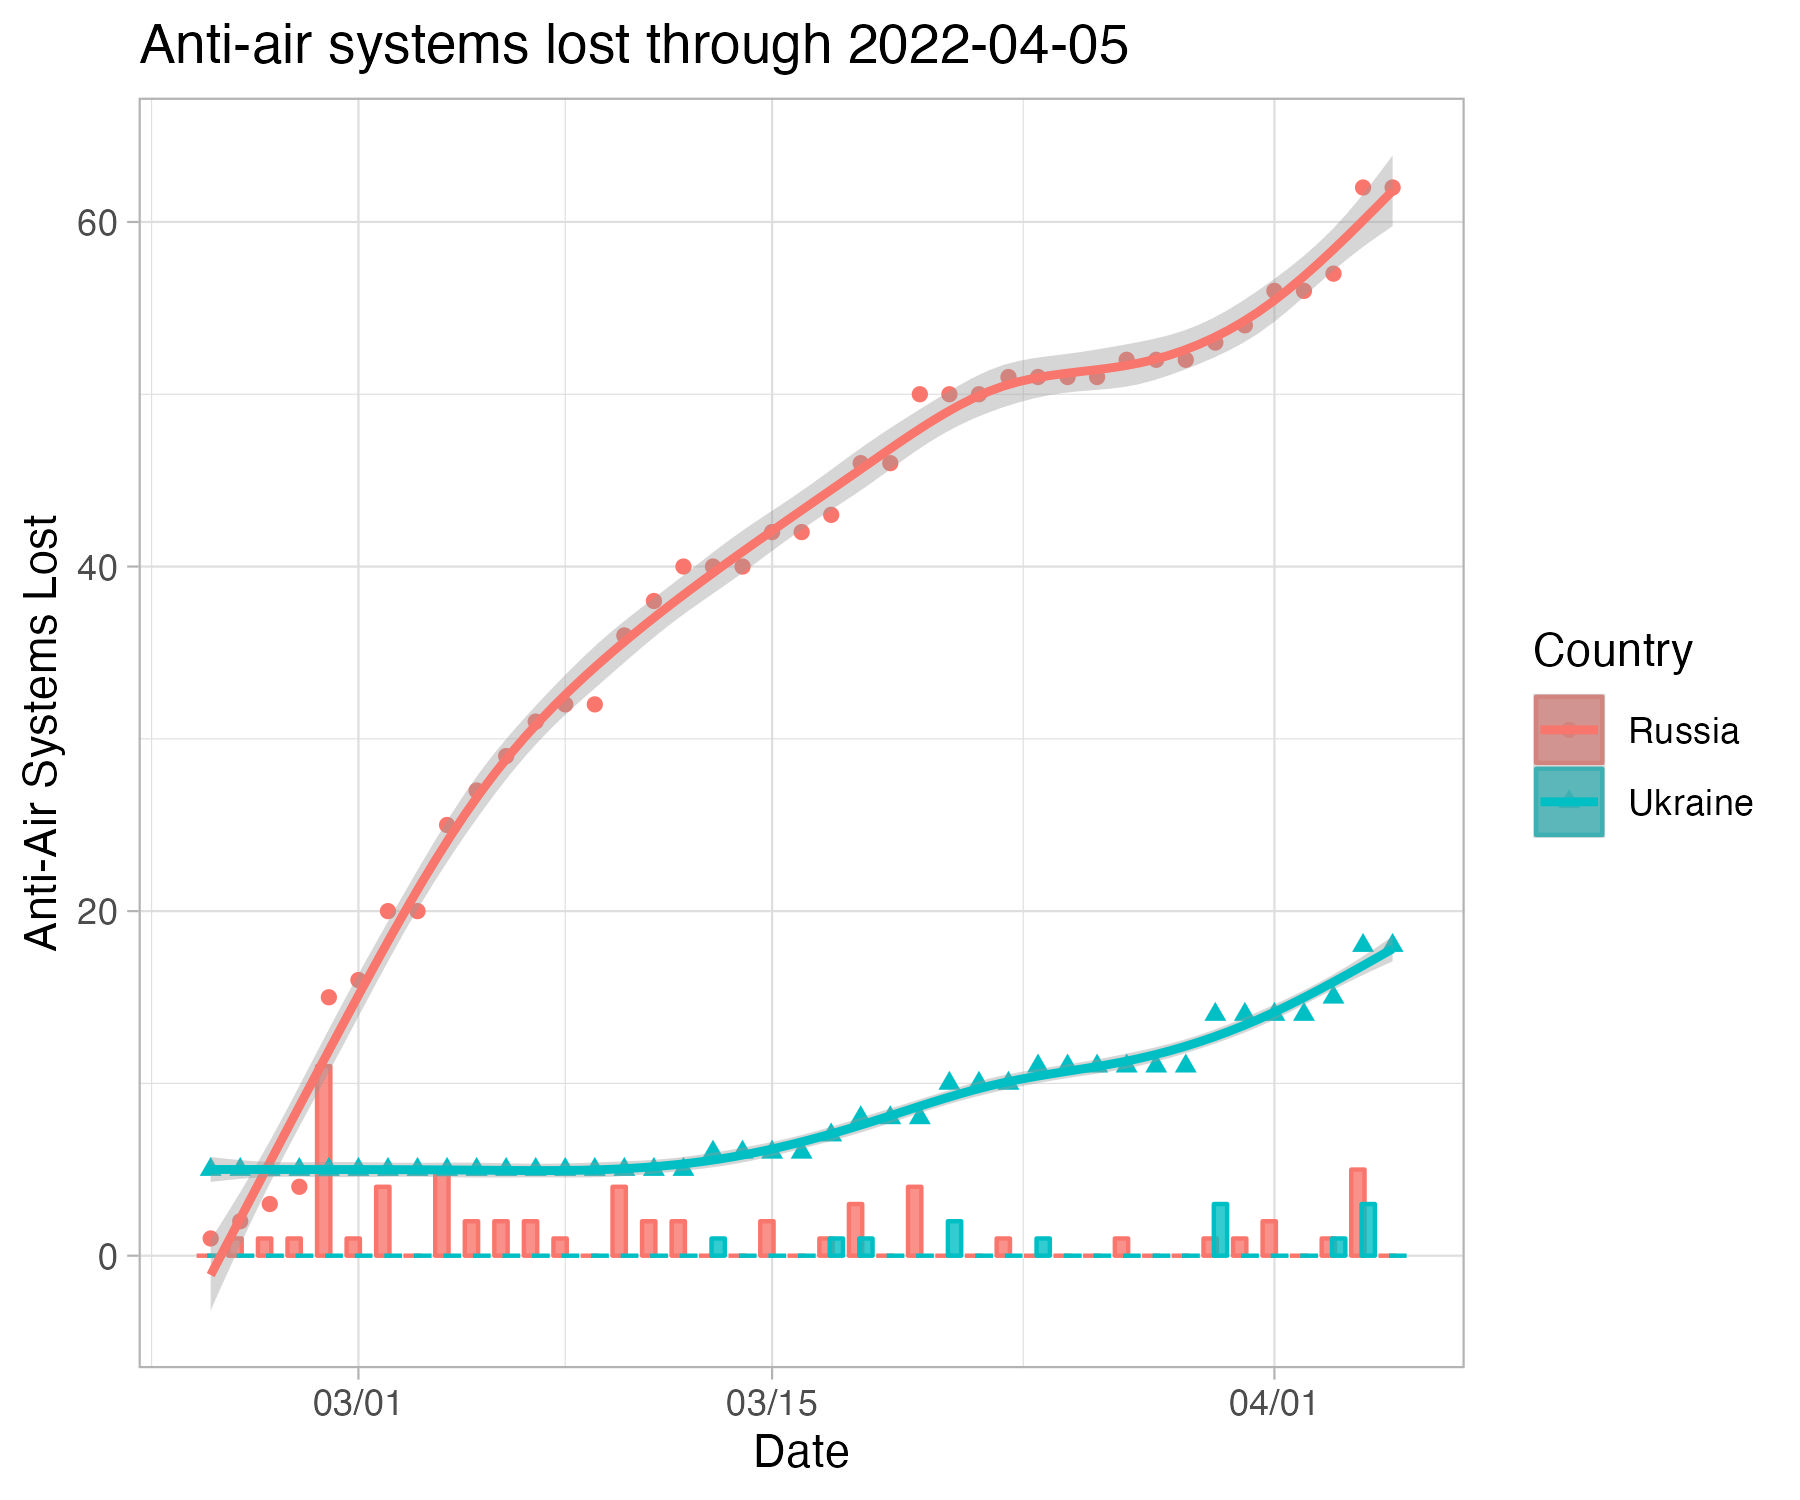 Anti-air systems lost through 2022-04-05
Anti-Air Systems Lost
60
40
20
0
03/01
03/15
04/01
Date
Country
Russia
Ukraine